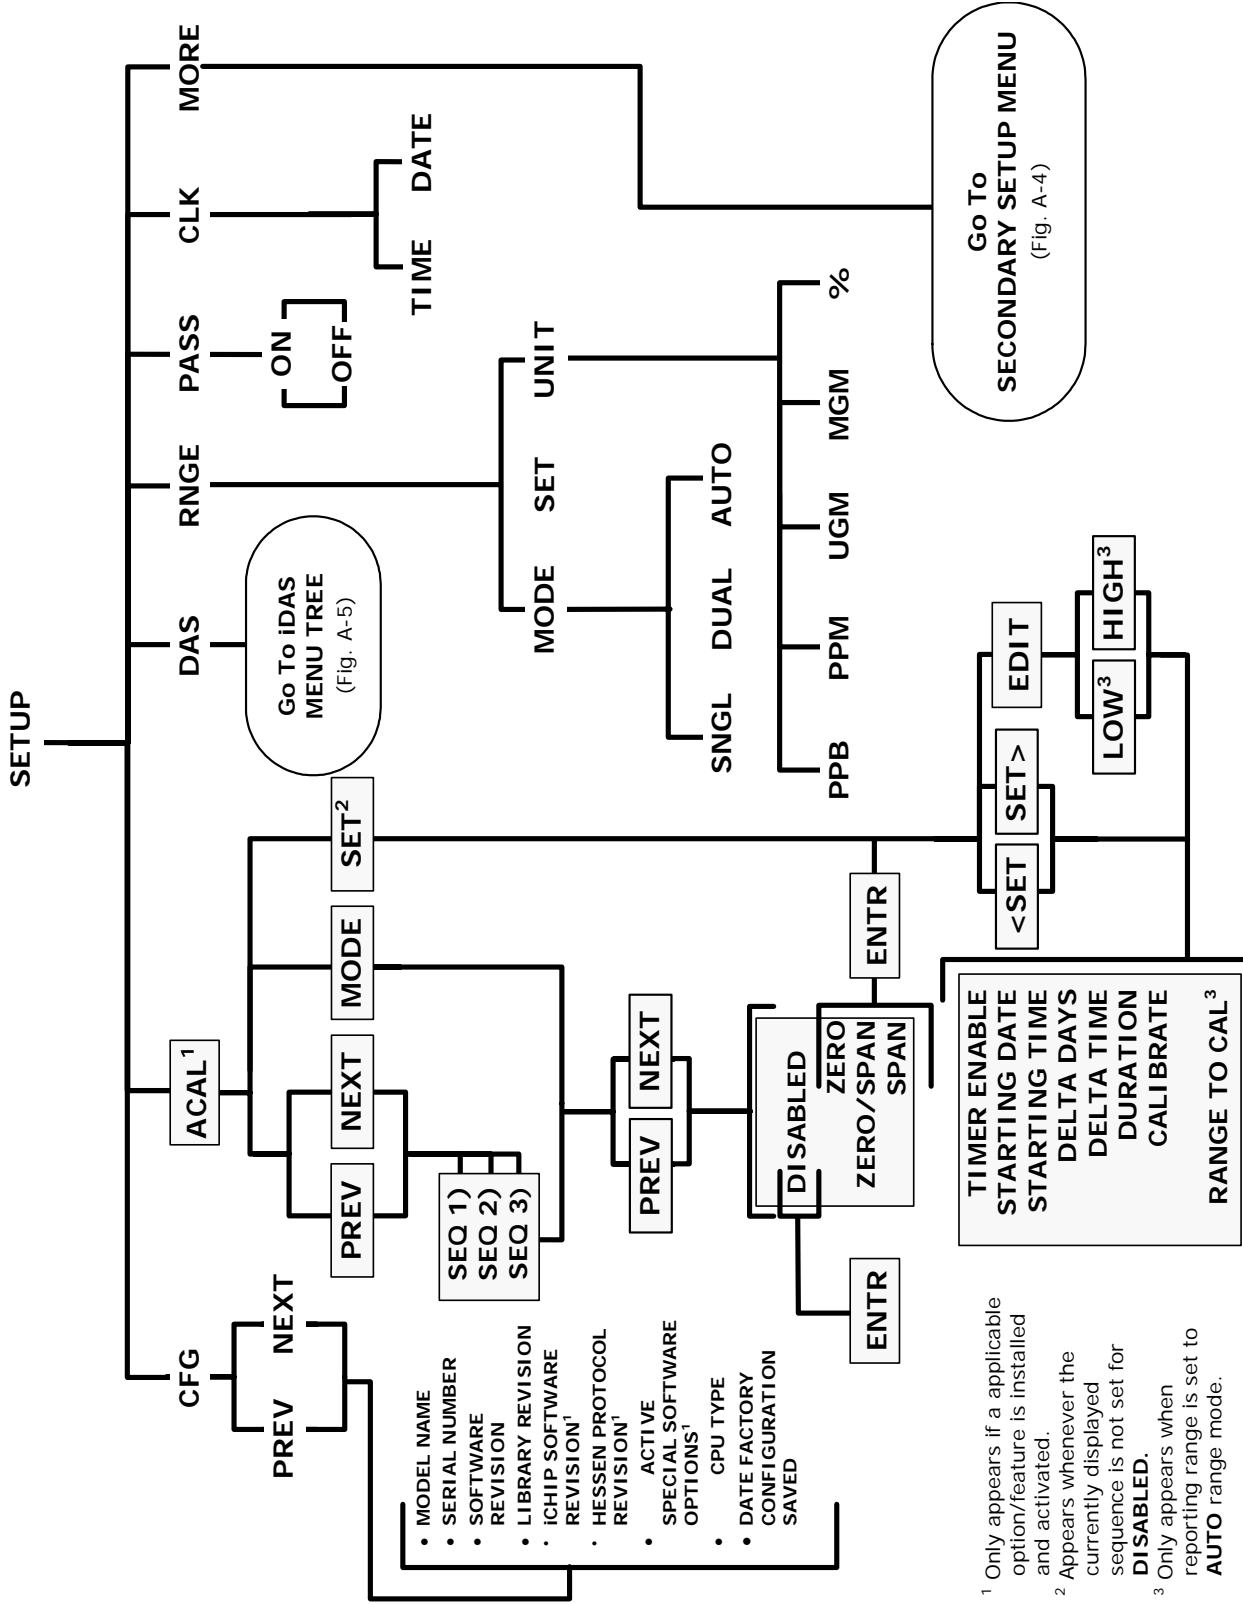 SETUP
CFG
ACAL¹
DAS
RNGE
PASS
CLK
MORE
PREV
NEXT
• MODEL NAME
• SERIAL NUMBER
• SOFTWARE
REVISION
• LIBRARY REVISION
• iCHIP SOFTWARE
REVISION¹
• HESSEN PROTOCOL
REVISION¹
• ACTIVE
SPECIAL SOFTWARE
OPTIONS¹
• CPU TYPE
• DATE FACTORY
CONFIGURATION
SAVED
PREV
NEXT
MODE
SET²
SEQ 1)
SEQ 2)
SEQ 3)
PREV
NEXT
DISABLED
ZERO
ZERO/SPAN
SPAN
ENTR
ENTR
<SET
SET>
EDIT
LOW³
HIGH³
TIMER ENABLE
STARTING DATE
STARTING TIME
DELTA DAYS
DELTA TIME
DURATION
CALIBRATE
RANGE TO CAL³
Go To iDAS
MENU TREE
(Fig. A-5)
MODE
SET
UNIT
SNGL
DUAL
AUTO
PPB
PPM
UGM
MGM
%
ON
OFF
TIME
DATE
Go To
SECONDARY SETUP MENU
(Fig. A-4)
¹ Only appears if a applicable
option/feature is installed
and activated.
² Appears whenever the
currently displayed
sequence is not set for
DISABLED.
³ Only appears when
reporting range is set to
AUTO range mode.